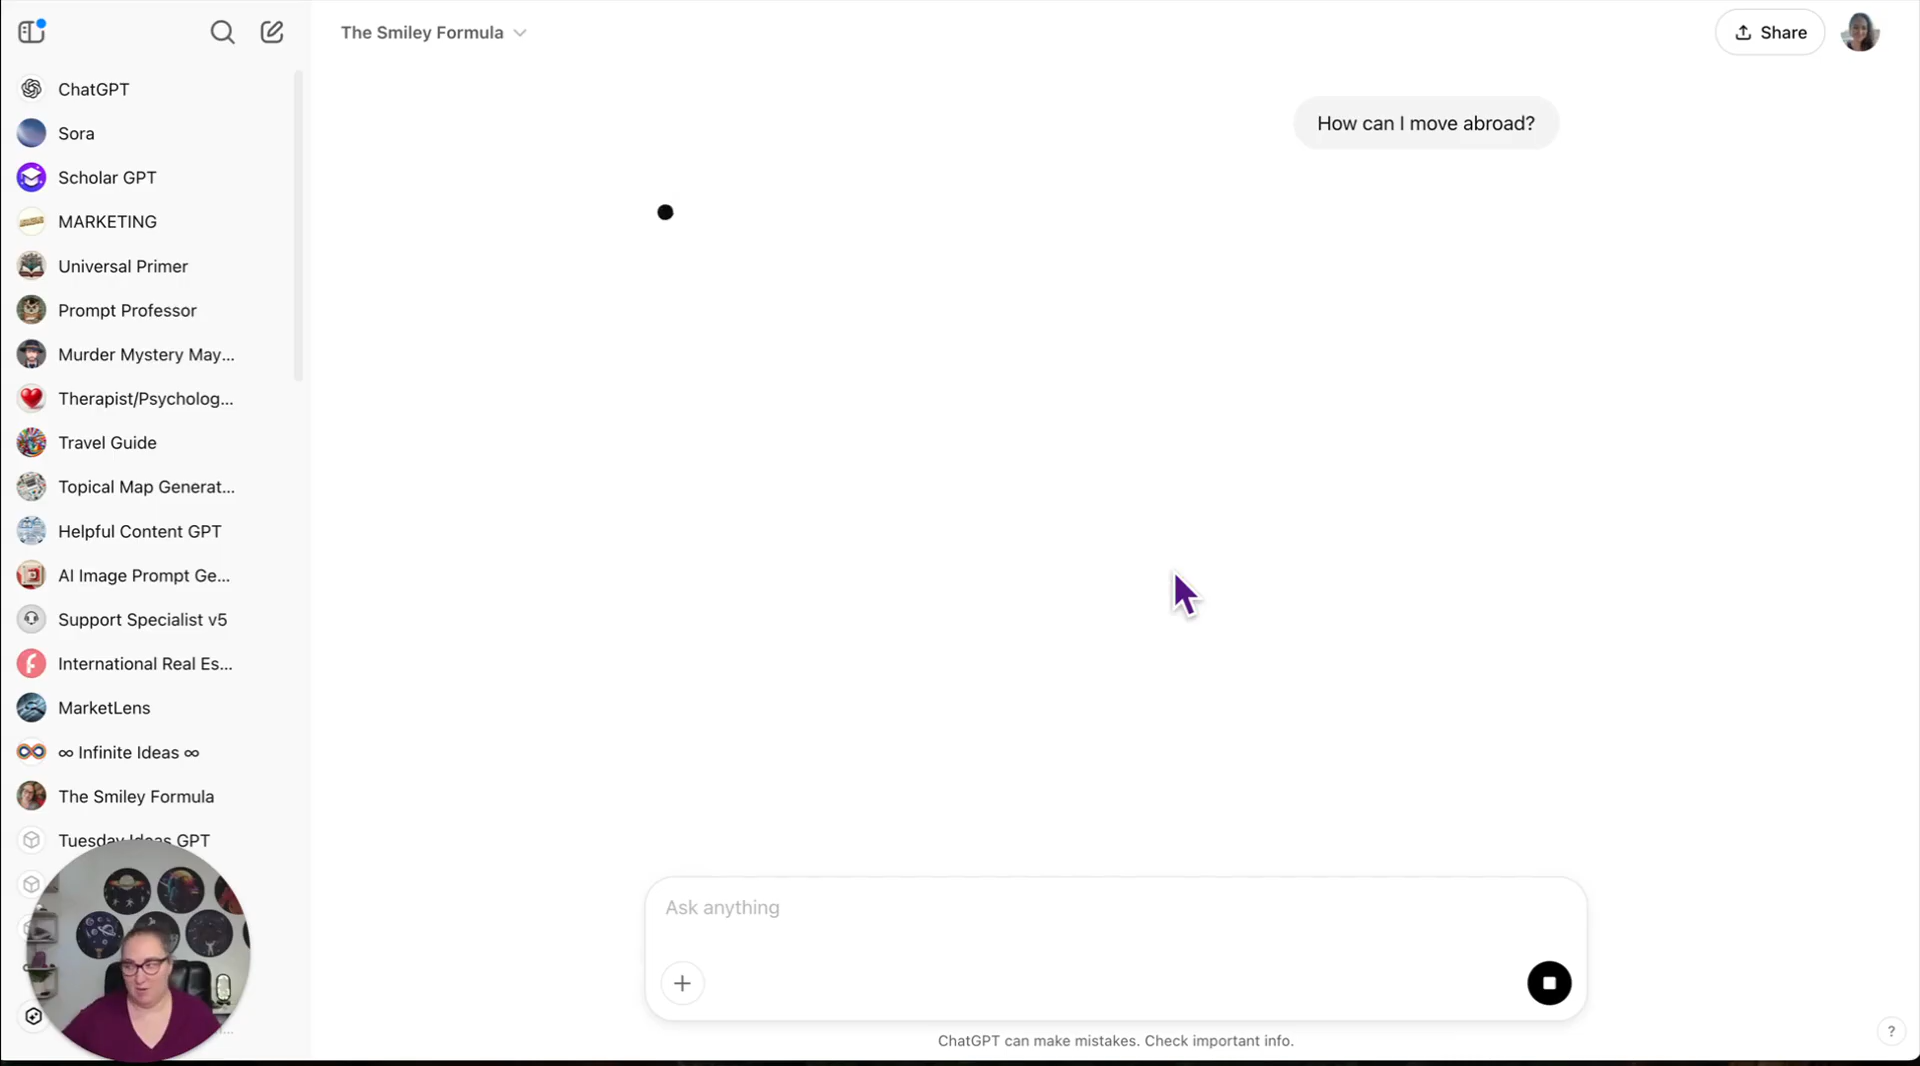 The Smiley Formula
Share
ChatGPT
Sora
Scholar GPT
MARKETING
Universal Primer
Prompt Professor
Murder Mystery May...
Therapist/Psycholog...
Travel Guide
Topical Map Generat...
Helpful Content GPT
AI Image Prompt Ge...
Support Specialist v5
International Real Es...
MarketLens
∞ Infinite Ideas ∞
The Smiley Formula
Tuesday Ideas GPT
How can I move abroad?
Ask anything
ChatGPT can make mistakes. Check important info.
?